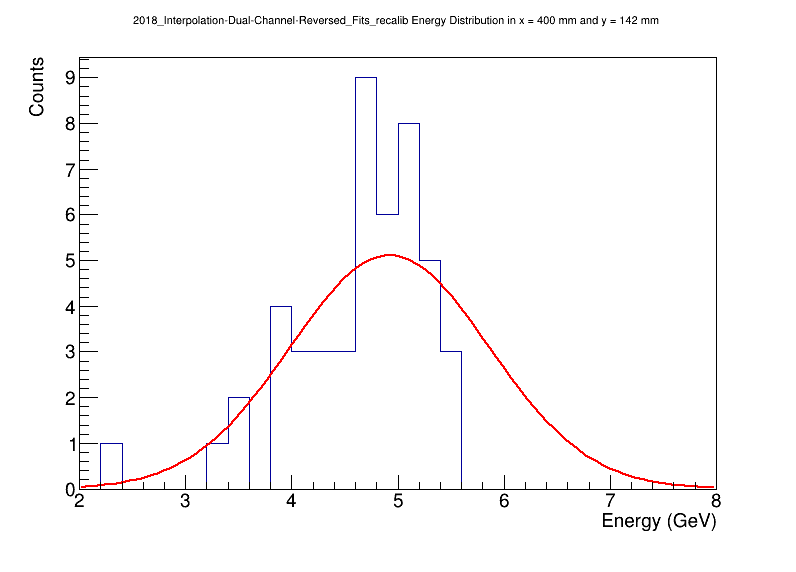 2018_Interpolation-Dual-Channel-Reversed_Fits_recalib Energy Distribution in x = 400 mm and y = 142 mm
Counts
9
8
7
6
5
4
3
2
1
0
2 3 4 5 6 7 8
Energy (GeV)